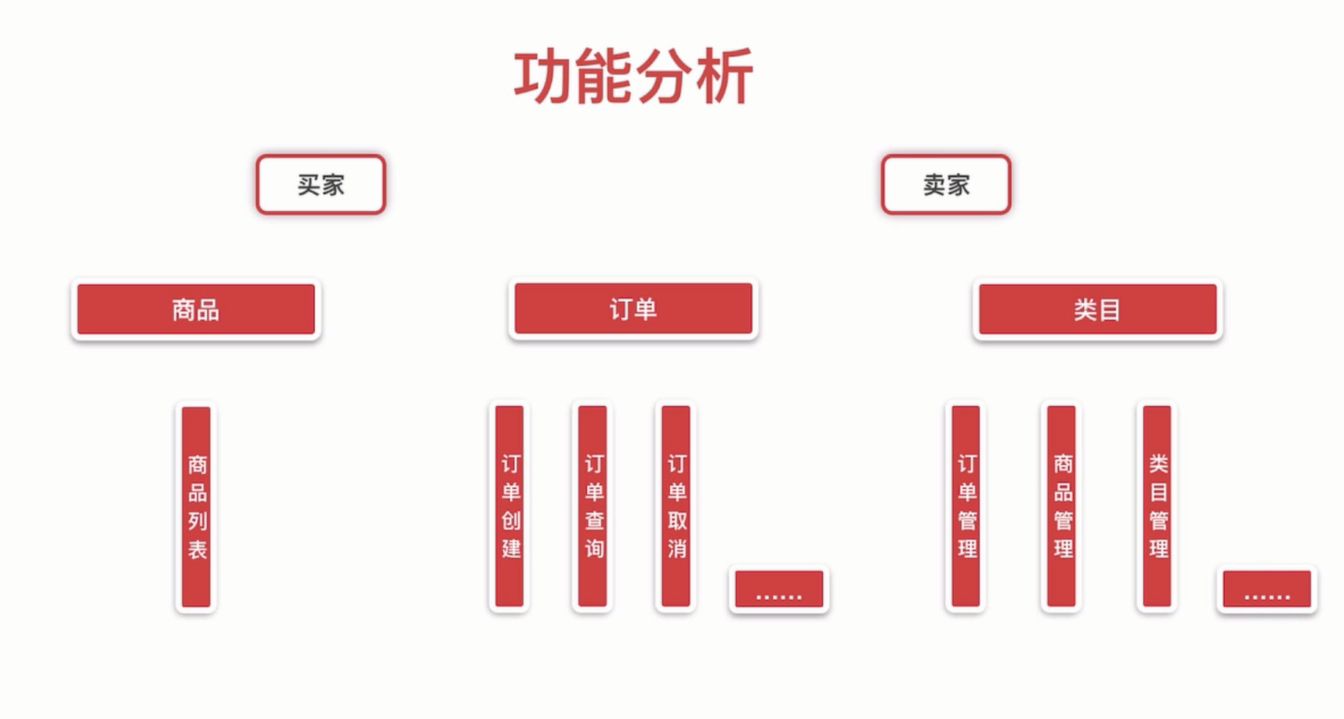 功能分析
买家
卖家
商品
订单
类目
商品列表
订单创建
订单查询
订单取消
......
订单管理
商品管理
类目管理
......